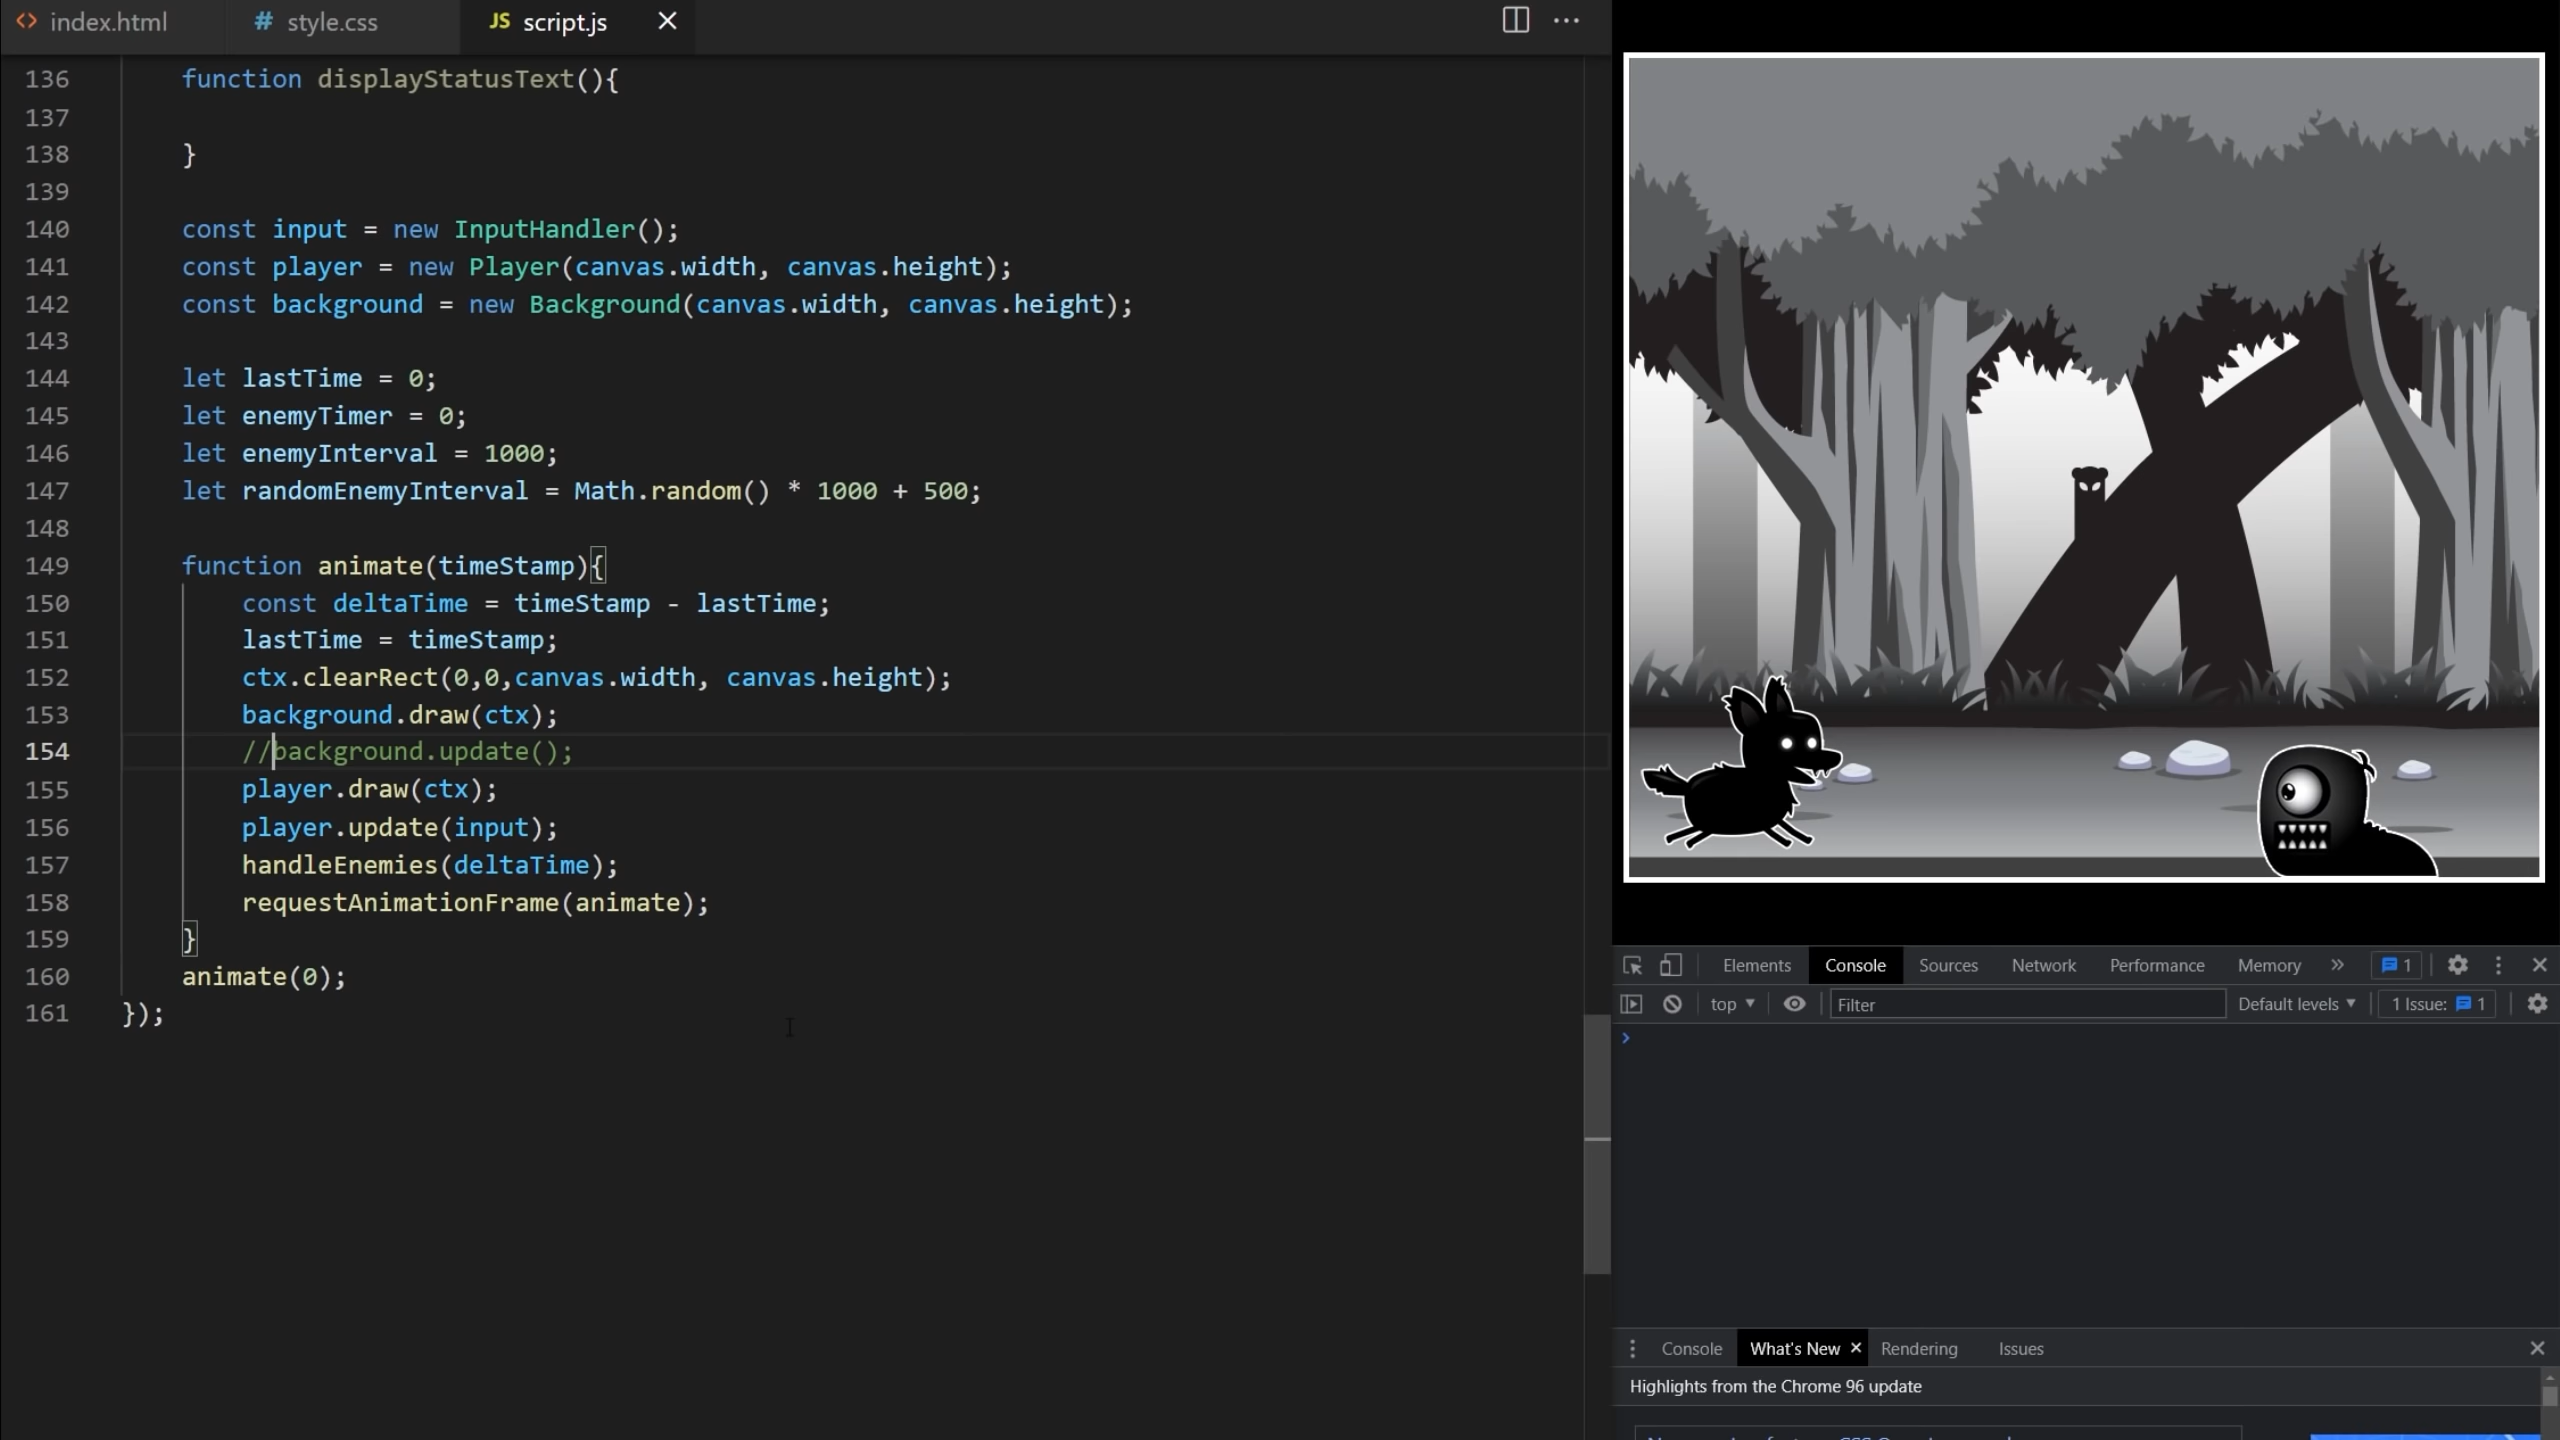 index.html
style.css
JS script.js
136 function displayStatusText(){
137
138 }
139
140 const input = new InputHandler();
141 const player = new Player(canvas.width, canvas.height);
142 const background = new Background(canvas.width, canvas.height);
143
144 let lastTime = 0;
145 let enemyTimer = 0;
146 let enemyInterval = 1000;
147 let randomEnemyInterval = Math.random() * 1000 + 500;
148
149 function animate(timeStamp){
150 const deltaTime = timeStamp - lastTime;
151 lastTime = timeStamp;
152 ctx.clearRect(0,0,canvas.width, canvas.height);
153 background.draw(ctx);
154 //background.update();
155 player.draw(ctx);
156 player.update(input);
157 handleEnemies(deltaTime);
158 requestAnimationFrame(animate);
159 }
160 animate(0);
161 });
Elements Console Sources Network Performance Memory » 1
top Filter Default levels 1 Issue: 1
Console What's New Rendering Issues
Highlights from the Chrome 96 update